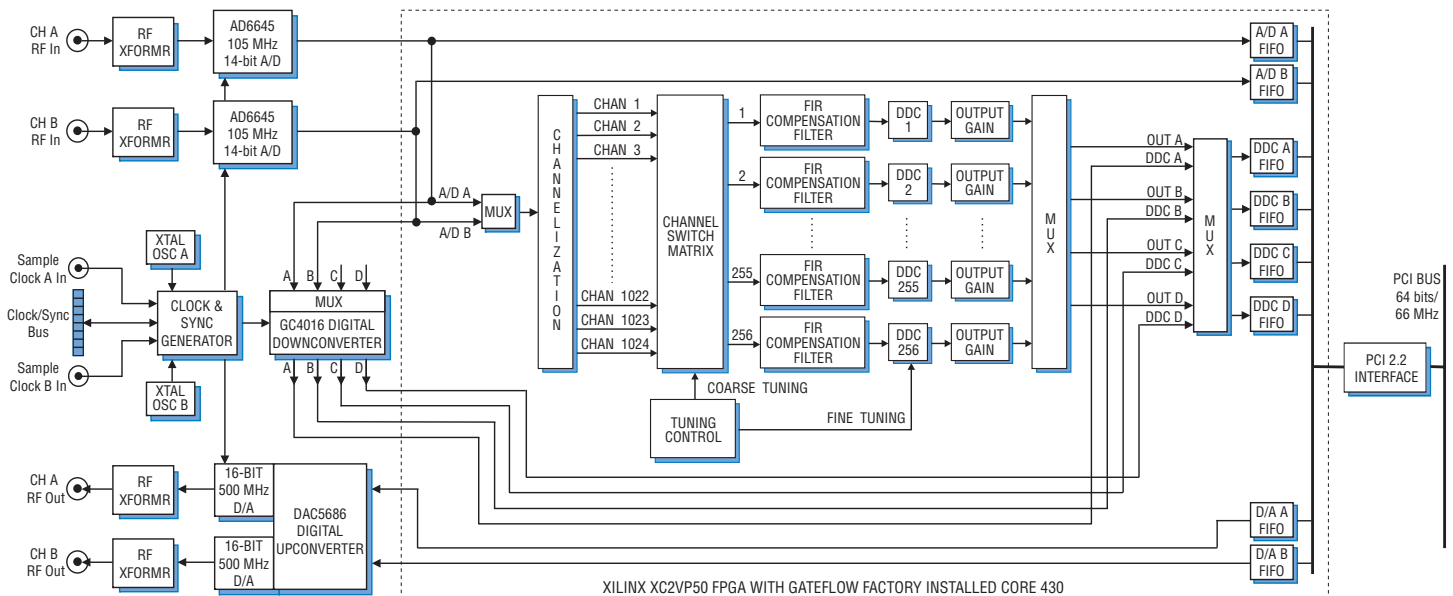 CH A
RF In
RF
XFORMR
AD6645
105 MHz
14-bit A/D
CH B
RF In
RF
XFORMR
AD6645
105 MHz
14-bit A/D
XTAL
OSC A
Sample
Clock A In
Clock/Sync
Bus
Sample
Clock B In
CLOCK &
SYNC
GENERATOR
XTAL
OSC B
A
B
C
D
MUX
GC4016 DIGITAL
DOWNCONVERTER
A
B
C
D
CH A
RF Out
RF
XFORMR
16-BIT
500 MHz
D/A
CH B
RF Out
RF
XFORMR
16-BIT
500 MHz
D/A
DAC5686
DIGITAL
UPCONVERTER
A/D A
A/D B
MUX
CHANNELIZATION
CHAN 1
CHAN 2
CHAN 3
CHAN 1022
CHAN 1023
CHAN 1024
CHANNEL
SWITCH
MATRIX
1
2
255
256
FIR
COMPENSATION
FILTER
DDC
1
OUTPUT
GAIN
FIR
COMPENSATION
FILTER
DDC
2
OUTPUT
GAIN
FIR
COMPENSATION
FILTER
DDC
255
OUTPUT
GAIN
FIR
COMPENSATION
FILTER
DDC
256
OUTPUT
GAIN
COARSE TUNING
TUNING
CONTROL
FINE TUNING
MUX
OUT A
DDC A
OUT B
DDC B
OUT C
DDC C
OUT D
DDC D
MUX
A/D A
FIFO
A/D B
FIFO
DDC A
FIFO
DDC B
FIFO
DDC C
FIFO
DDC D
FIFO
D/A A
FIFO
D/A B
FIFO
PCI BUS
64 bits/
66 MHz
PCI 2.2
INTERFACE
XILINX XC2VP50 FPGA WITH GATEFLOW FACTORY INSTALLED CORE 430